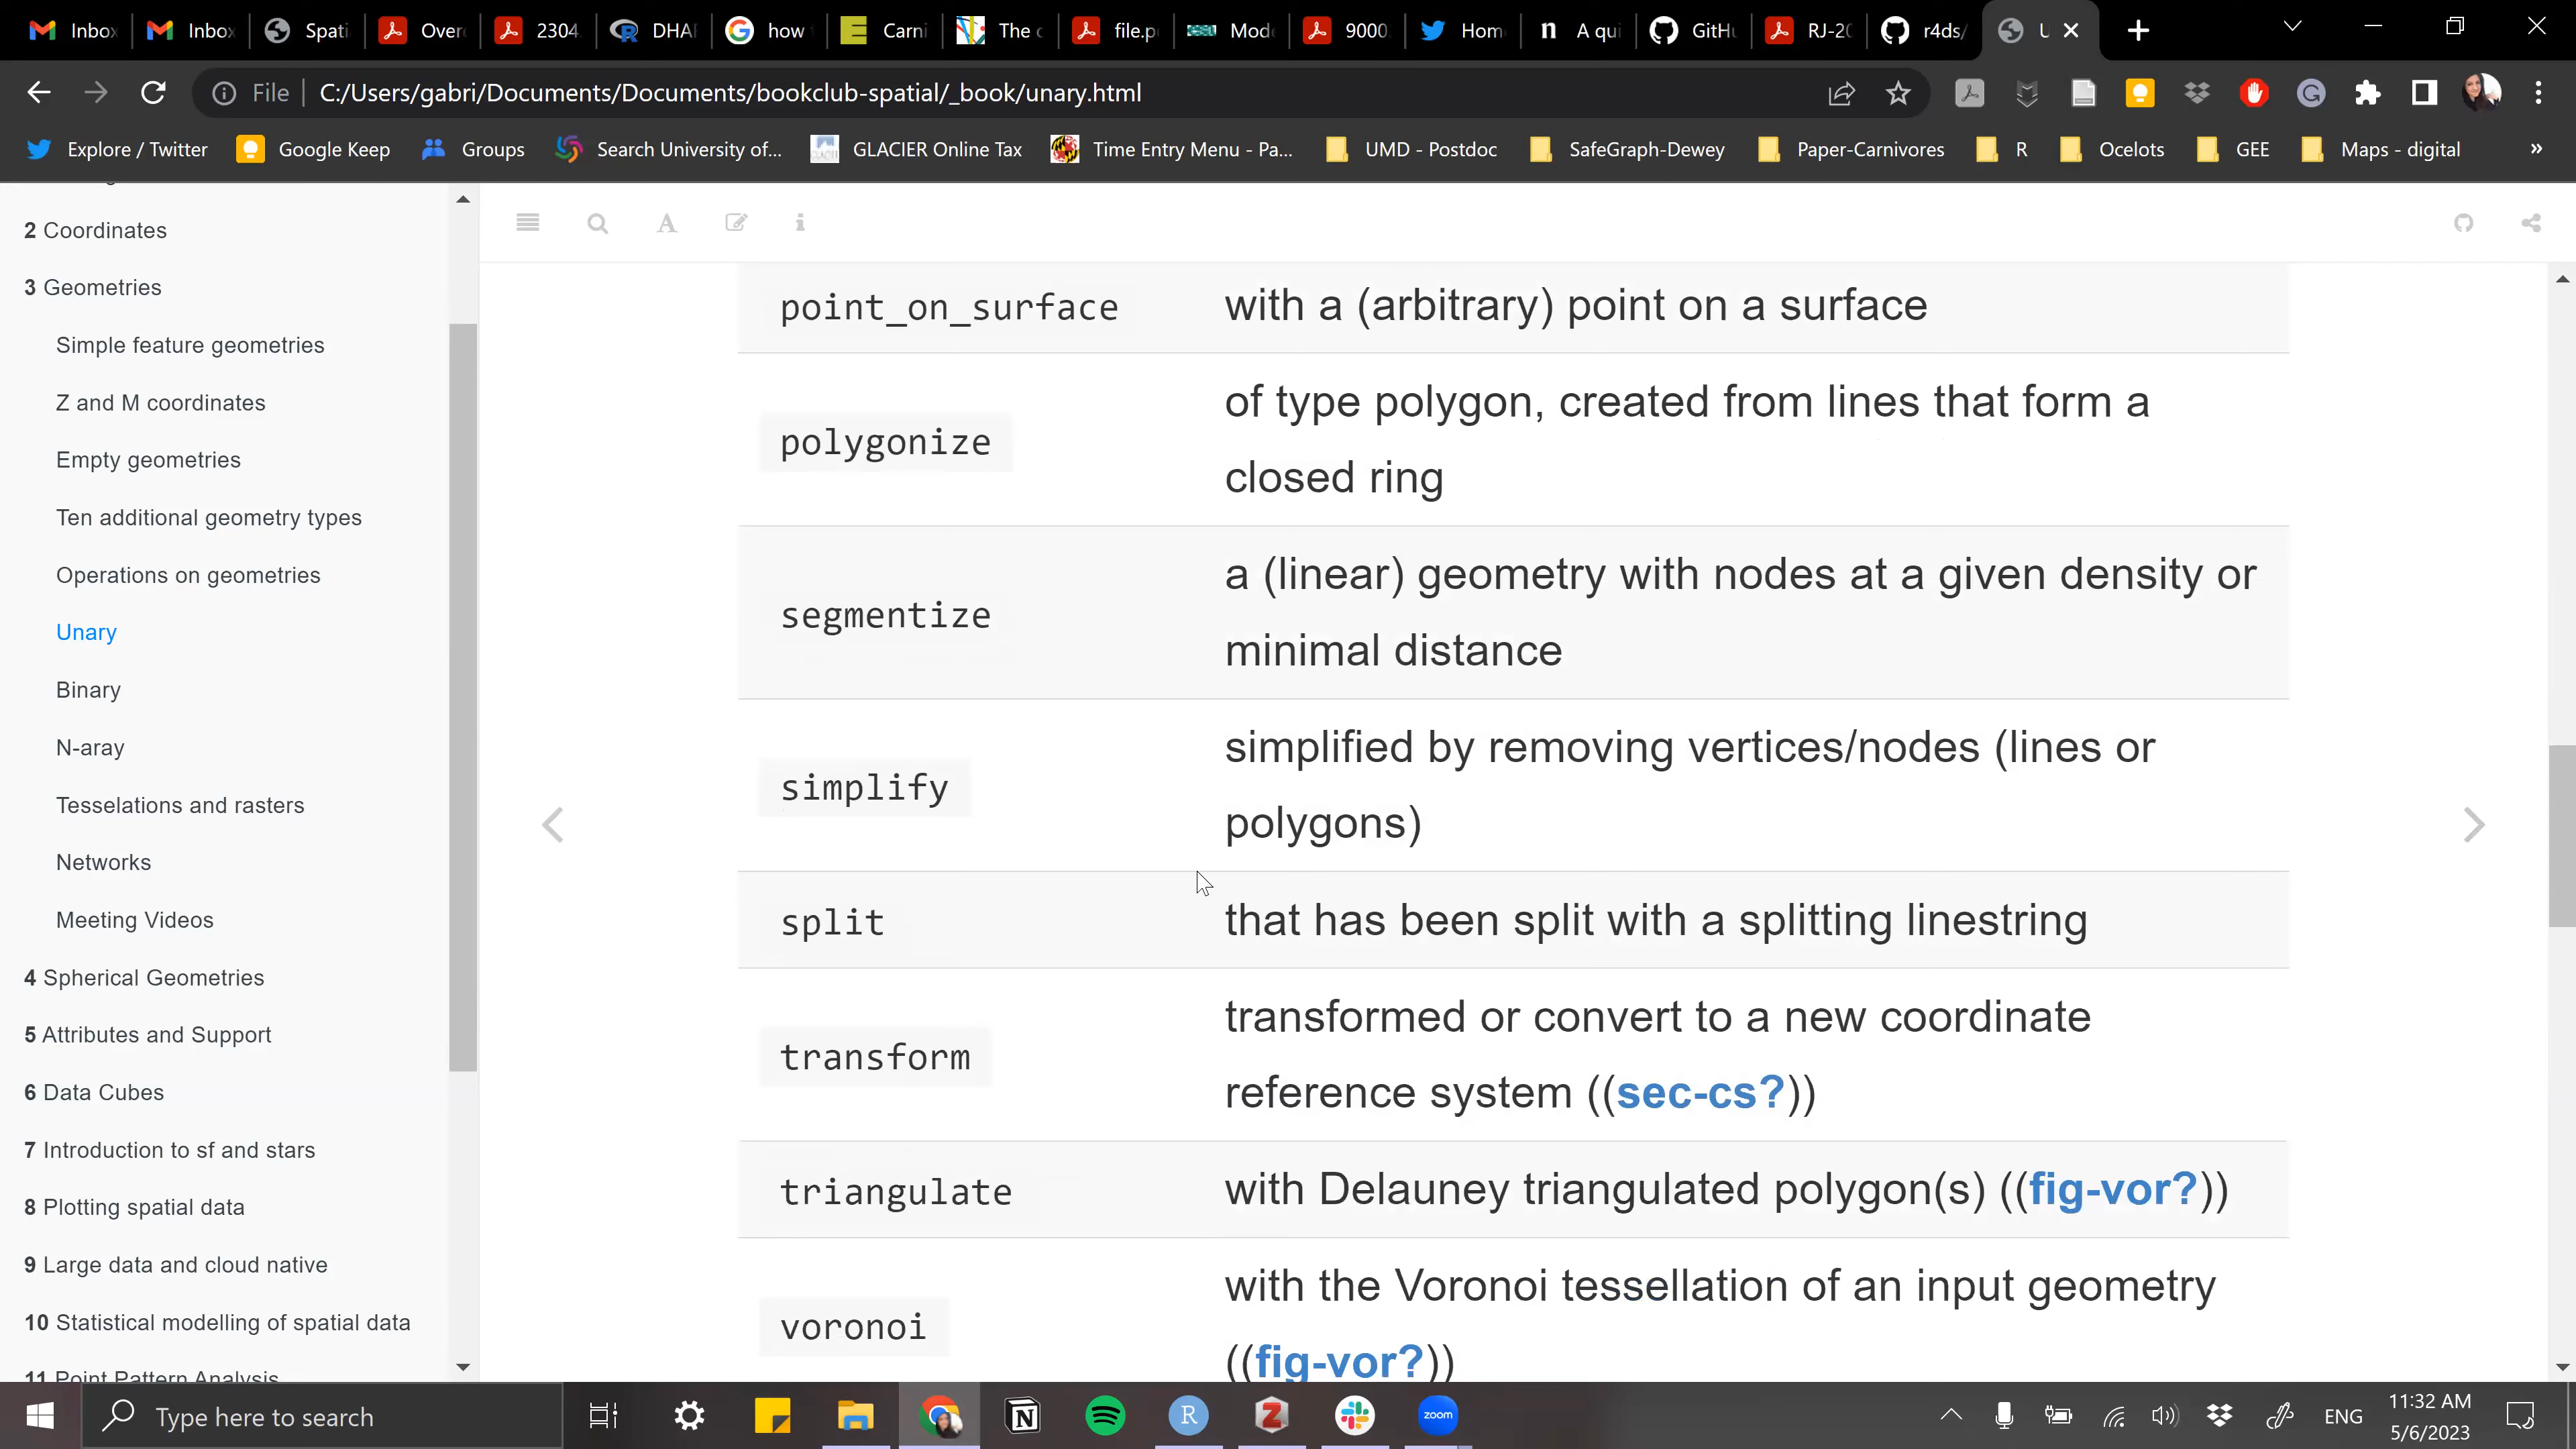 Inbox
Inbox
Spati
Over
2304.
DHAR
how
Carni
The c
file.p
Mode
9000.
Hom
A qui
GitHu
RJ-20
r4ds/
U
File
C:/Users/gabri/Documents/Documents/bookclub-spatial/_book/unary.html
Explore / Twitter
Google Keep
Groups
Search University of...
GLACIER Online Tax
Time Entry Menu - Pa...
UMD - Postdoc
SafeGraph-Dewey
Paper-Carnivores
R
Ocelots
GEE
Maps - digital
»
2 Coordinates
3 Geometries
Simple feature geometries
Z and M coordinates
Empty geometries
Ten additional geometry types
Operations on geometries
Unary
Binary
N-aray
Tesselations and rasters
Networks
Meeting Videos
4 Spherical Geometries
5 Attributes and Support
6 Data Cubes
7 Introduction to sf and stars
8 Plotting spatial data
9 Large data and cloud native
10 Statistical modelling of spatial data
11 Point Pattern Analysis
point_on_surface with a (arbitrary) point on a surface
polygonize of type polygon, created from lines that form a
closed ring
segmentize a (linear) geometry with nodes at a given density or
minimal distance
simplify simplified by removing vertices/nodes (lines or
polygons)
split that has been split with a splitting linestring
transform transformed or convert to a new coordinate
reference system ((sec-cs?))
triangulate with Delauney triangulated polygon(s) ((fig-vor?))
voronoi with the Voronoi tessellation of an input geometry
((fig-vor?))
Type here to search
zoom
ENG
11:32 AM
5/6/2023